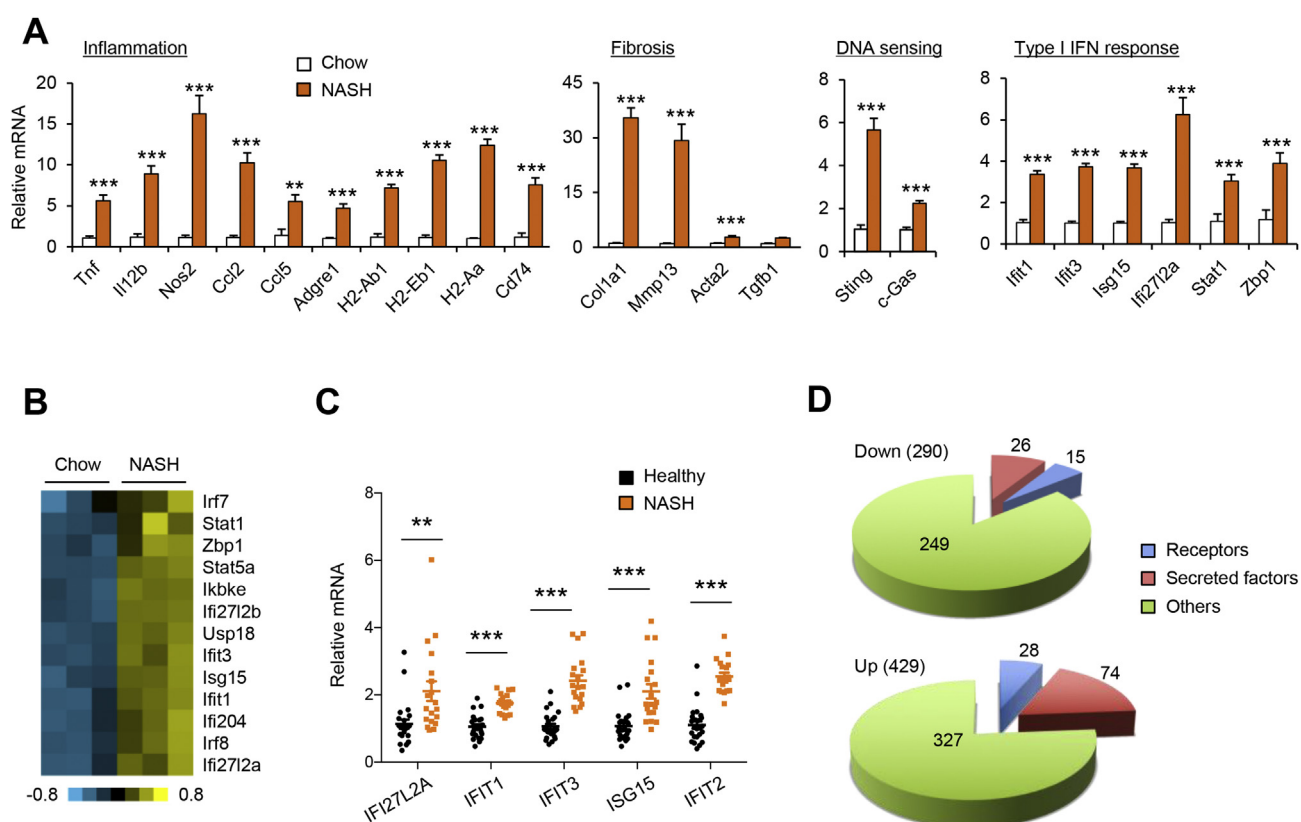 A
Inflammation
Fibrosis
DNA sensing
Type I IFN response
Chow
NASH
Relative mRNA
20
15
10
5
0
***
***
***
***
**
***
***
***
***
***
Tnf
Il12b
Nos2
Ccl2
Ccl5
Adgre1
H2-Ab1
H2-Eb1
H2-Aa
Cd74
45
30
15
0
***
***
***
Col1a1
Mmp13
Acta2
Tgfb1
8
6
4
2
0
***
***
Sting
c-Gas
8
6
4
2
0
***
***
***
***
***
***
Ifit1
Ifit3
Isg15
Ifi27l2a
Stat1
Zbp1
B
Chow NASH
Irf7
Stat1
Zbp1
Stat5a
Ikbke
Ifi27l2b
Usp18
Ifit3
Isg15
Ifit1
Ifi204
Irf8
Ifi27l2a
-0.8 0.8
C
Healthy
NASH
Relative mRNA
8
6
4
2
0
**
***
***
***
***
IFI27L2A
IFIT1
IFIT3
ISG15
IFIT2
D
Down (290)
26
15
249
Receptors
Secreted factors
Others
Up (429)
28
74
327